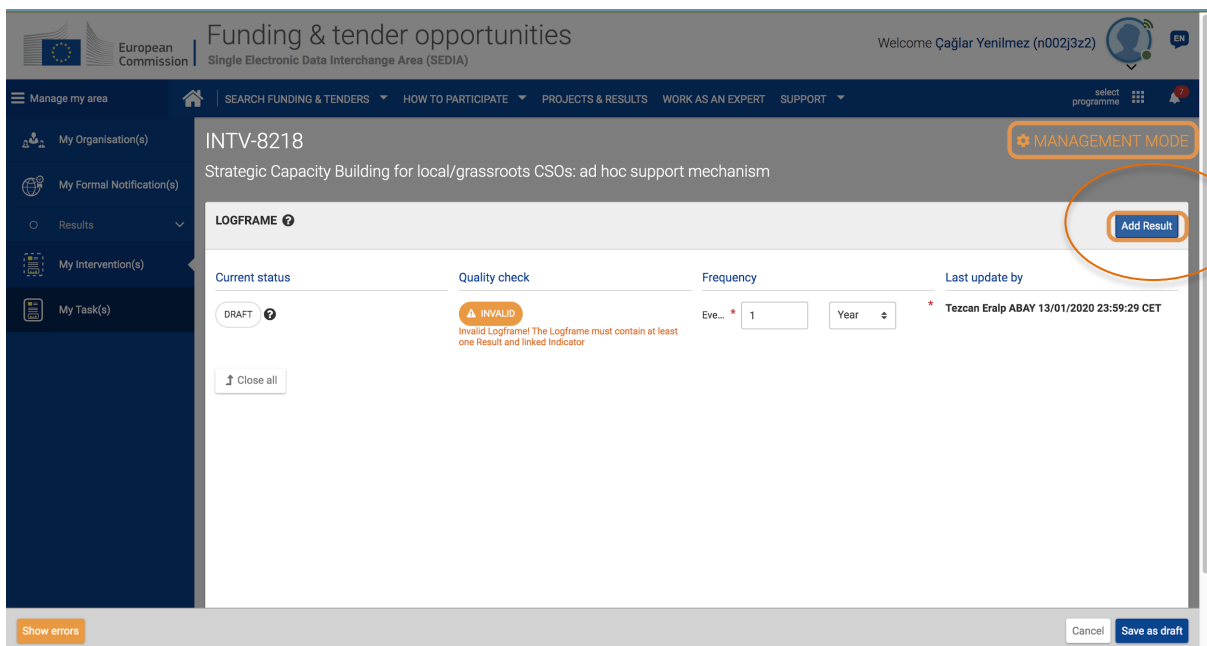 European
Commission
Funding & tender opportunities
Single Electronic Data Interchange Area (SEDIA)
Welcome Çağlar Yenilmez (n002j3z2)
EN
Manage my area
SEARCH FUNDING & TENDERS
HOW TO PARTICIPATE
PROJECTS & RESULTS
WORK AS AN EXPERT
SUPPORT
select
programme
7
My Organisation(s)
My Formal Notification(s)
Results
My Intervention(s)
My Task(s)
INTV-8218
MANAGEMENT MODE
Strategic Capacity Building for local/grassroots CSOs: ad hoc support mechanism
LOGFRAME ?
Add Result
Current status
Quality check
Frequency
Last update by
DRAFT ?
INVALID
Invalid Logframe! The Logframe must contain at least
one Result and linked Indicator
Eve... * 1
Year
*
Tezcan Eralp ABAY 13/01/2020 23:59:29 CET
Close all
Show errors
Cancel
Save as draft